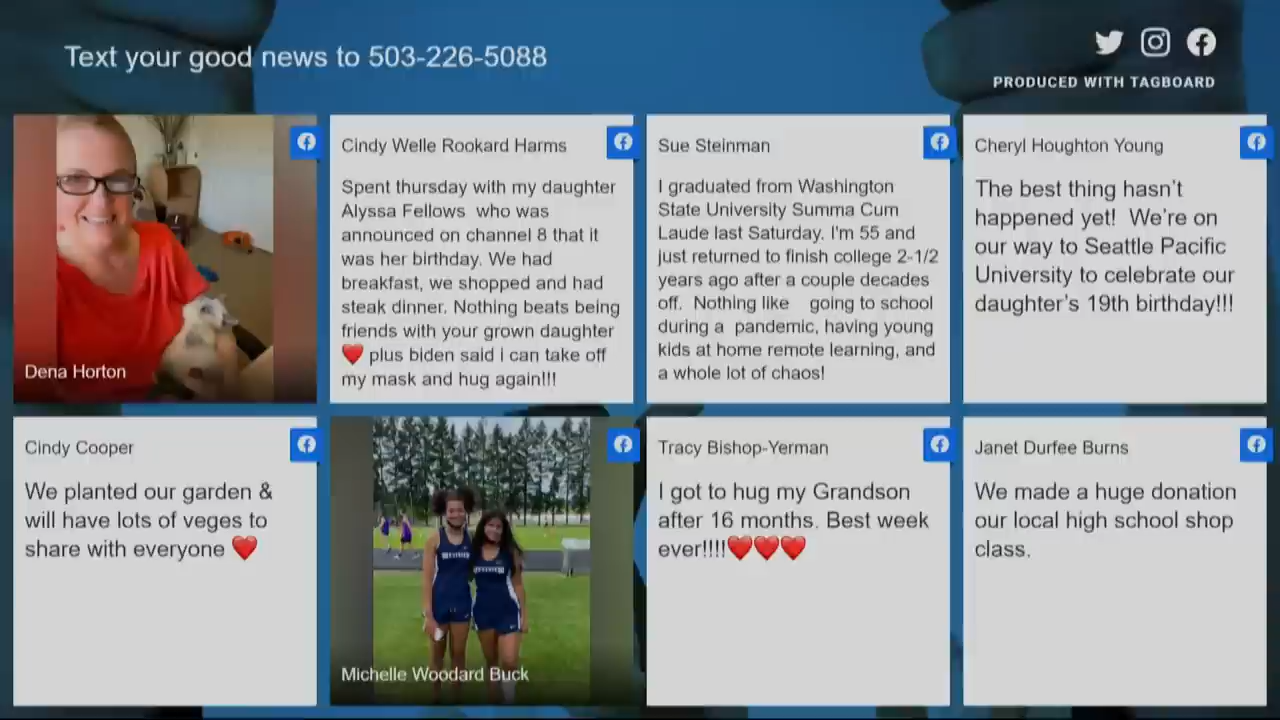 Text your good news to 503-226-5088
PRODUCED WITH TAGBOARD
Dena Horton
Cindy Welle Rookard Harms
Spent thursday with my daughter
Alyssa Fellows who was
announced on channel 8 that it
was her birthday. We had
breakfast, we shopped and had
steak dinner. Nothing beats being
friends with your grown daughter
❤️ plus biden said i can take off
my mask and hug again!!!
Sue Steinman
I graduated from Washington
State University Summa Cum
Laude last Saturday. I'm 55 and
just returned to finish college 2-1/2
years ago after a couple decades
off. Nothing like going to school
during a pandemic, having young
kids at home remote learning, and
a whole lot of chaos!
Cheryl Houghton Young
The best thing hasn't
happened yet! We're on
our way to Seattle Pacific
University to celebrate our
daughter's 19th birthday!!!
Cindy Cooper
We planted our garden &
will have lots of veges to
share with everyone ❤️
Michelle Woodard Buck
Tracy Bishop-Yerman
I got to hug my Grandson
after 16 months. Best week
ever!!!!❤️❤️❤️
Janet Durfee Burns
We made a huge donation
our local high school shop
class.